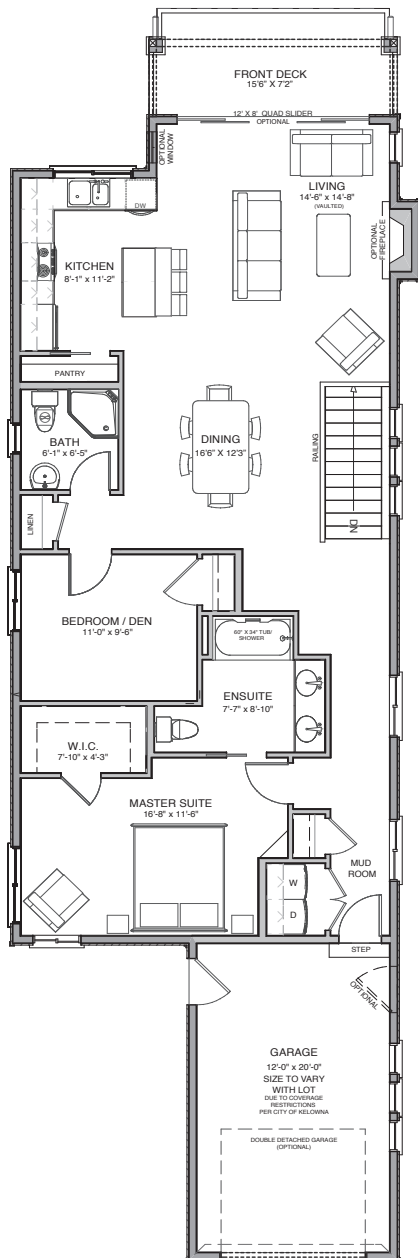 FRONT DECK
15'6" X 7'2"
12' X 8' QUAD SLIDER
OPTIONAL
OPTIONAL
WINDOW
LIVING
14'-6" x 14'-8"
(VAULTED)
DW
OPTIONAL
FIREPLACE
KITCHEN
8'-1" x 11'-2"
PANTRY
BATH
6'-1" x 6'-5"
DINING
16'6" X 12'3"
RAILING
DN
LINEN
BEDROOM / DEN
11'-0" x 9'-6"
60" X 34" TUB/
SHOWER
ENSUITE
7'-7" x 8'-10"
W.I.C.
7'-10" x 4'-3"
MASTER SUITE
16'-8" x 11'-6"
MUD
ROOM
W
D
STEP
OPTIONAL
GARAGE
12'-0" x 20'-0"
SIZE TO VARY
WITH LOT
DUE TO COVERAGE
RESTRICTIONS
PER CITY OF KELOWNA
DOUBLE DETACHED GARAGE
(OPTIONAL)